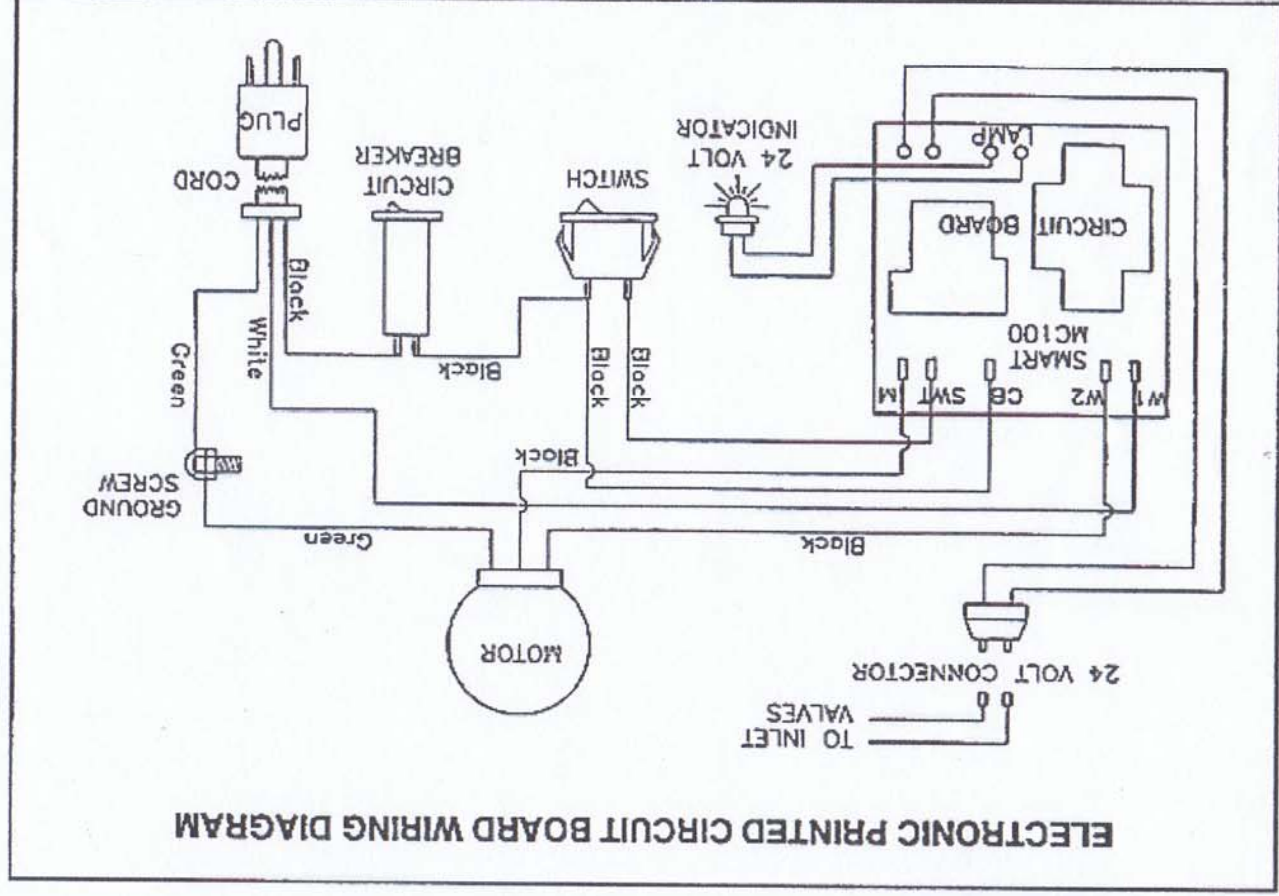 ELECTRONIC PRINTED CIRCUIT BOARD WIRING DIAGRAM
TO INLET
VALVES
24 VOLT CONNECTOR
MOTOR
Black
Green
GROUND
SCREW
Black
W1
W2
CB
SWT
M
SMART
MC100
CIRCUIT
BOARD
LAMP
Black
Black
Black
Green
White
Black
24 VOLT
INDICATOR
SWITCH
CIRCUIT
BREAKER
CORD
PLUG